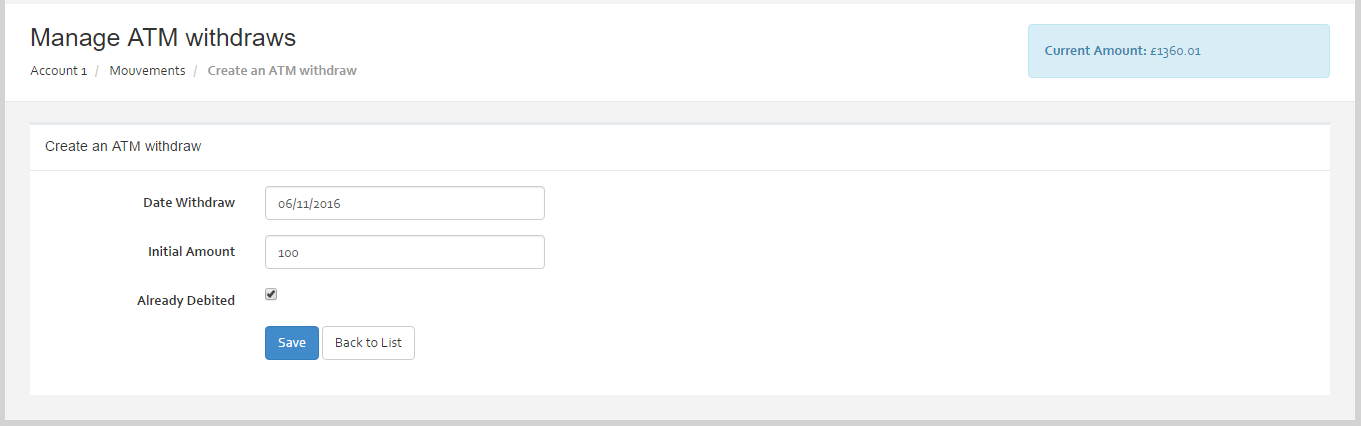 Manage ATM withdraws
Current Amount: £1360.01
Account 1 / Mouvements / Create an ATM withdraw
Create an ATM withdraw
Date Withdraw 06/11/2016
Initial Amount 100
Already Debited
Save Back to List